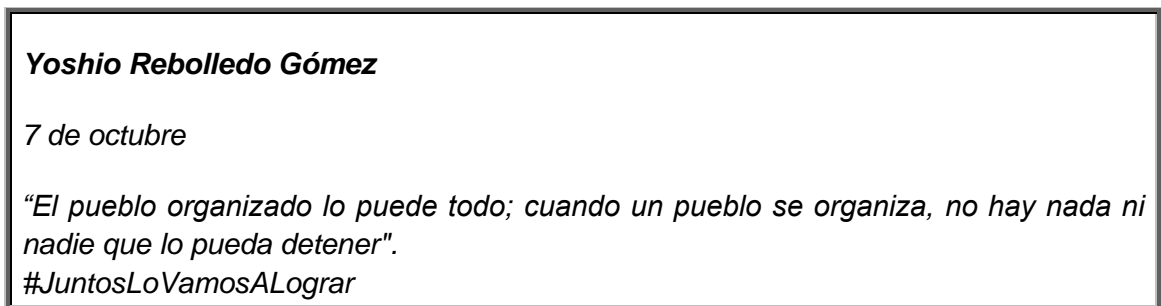 Yoshio Rebolledo Gómez
7 de octubre
“El pueblo organizado lo puede todo; cuando un pueblo se organiza, no hay nada ni
nadie que lo pueda detener".
#JuntosLoVamosALograr